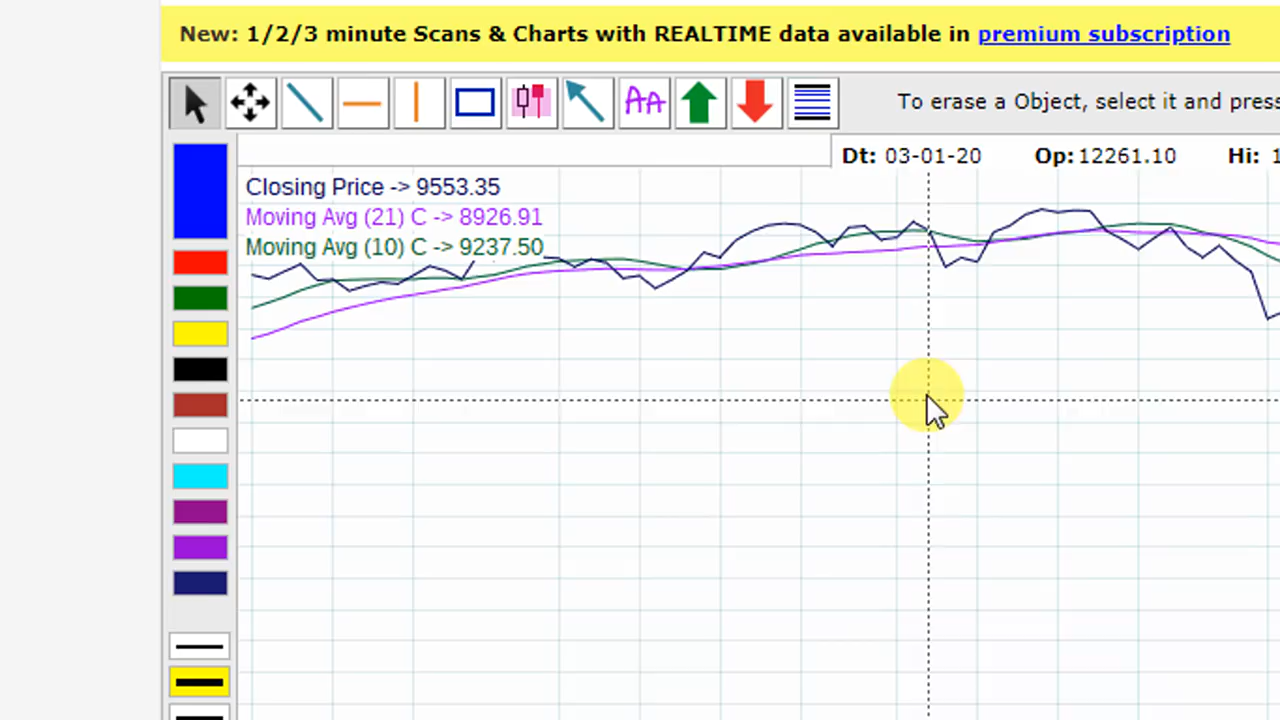 New: 1/2/3 minute Scans & Charts with REALTIME data available in premium subscription
AA
To erase a Object, select it and press
Dt: 03-01-20 Op: 12261.10 Hi: 1
Closing Price -> 9553.35
Moving Avg (21) C -> 8926.91
Moving Avg (10) C -> 9237.50